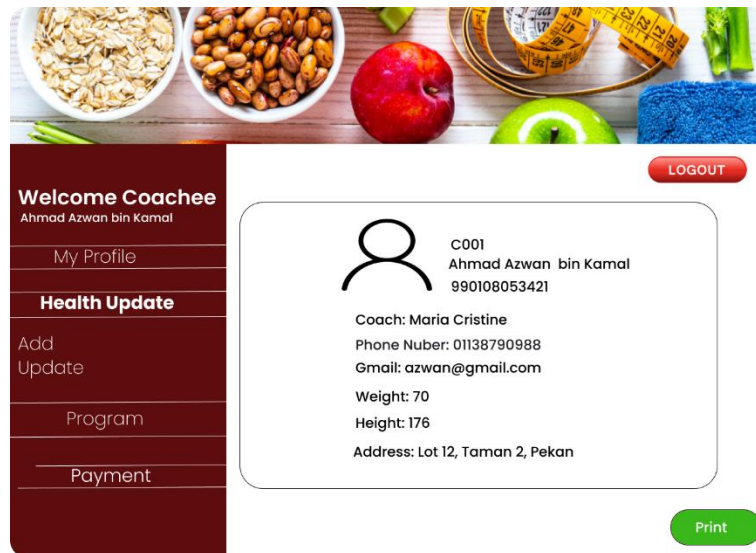 LOGOUT
Welcome Coachee
Ahmad Azwan bin Kamal
My Profile
Health Update
Add
Update
Program
Payment
C001
Ahmad Azwan bin Kamal
990108053421
Coach: Maria Cristine
Phone Nuber: 01138790988
Gmail: azwan@gmail.com
Weight: 70
Height: 176
Address: Lot 12, Taman 2, Pekan
Print